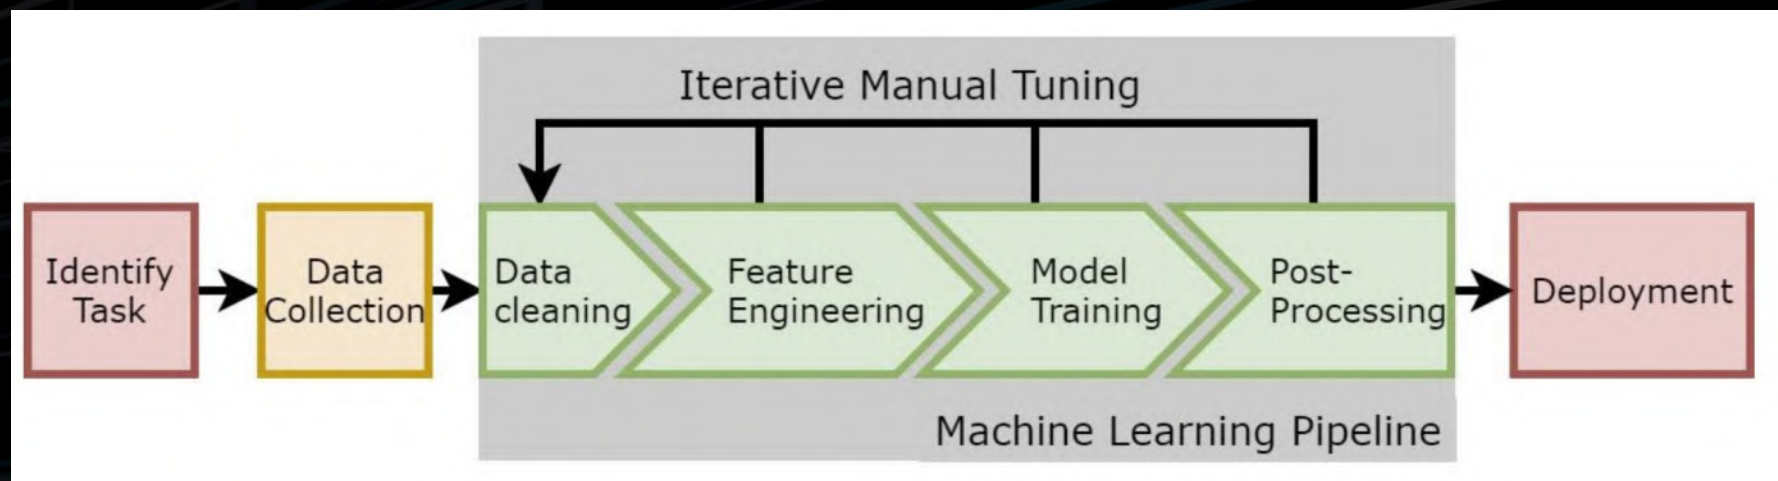 Iterative Manual Tuning
Identify
Task
Data
Collection
Data
cleaning
Feature
Engineering
Model
Training
Post-
Processing
Deployment
Machine Learning Pipeline